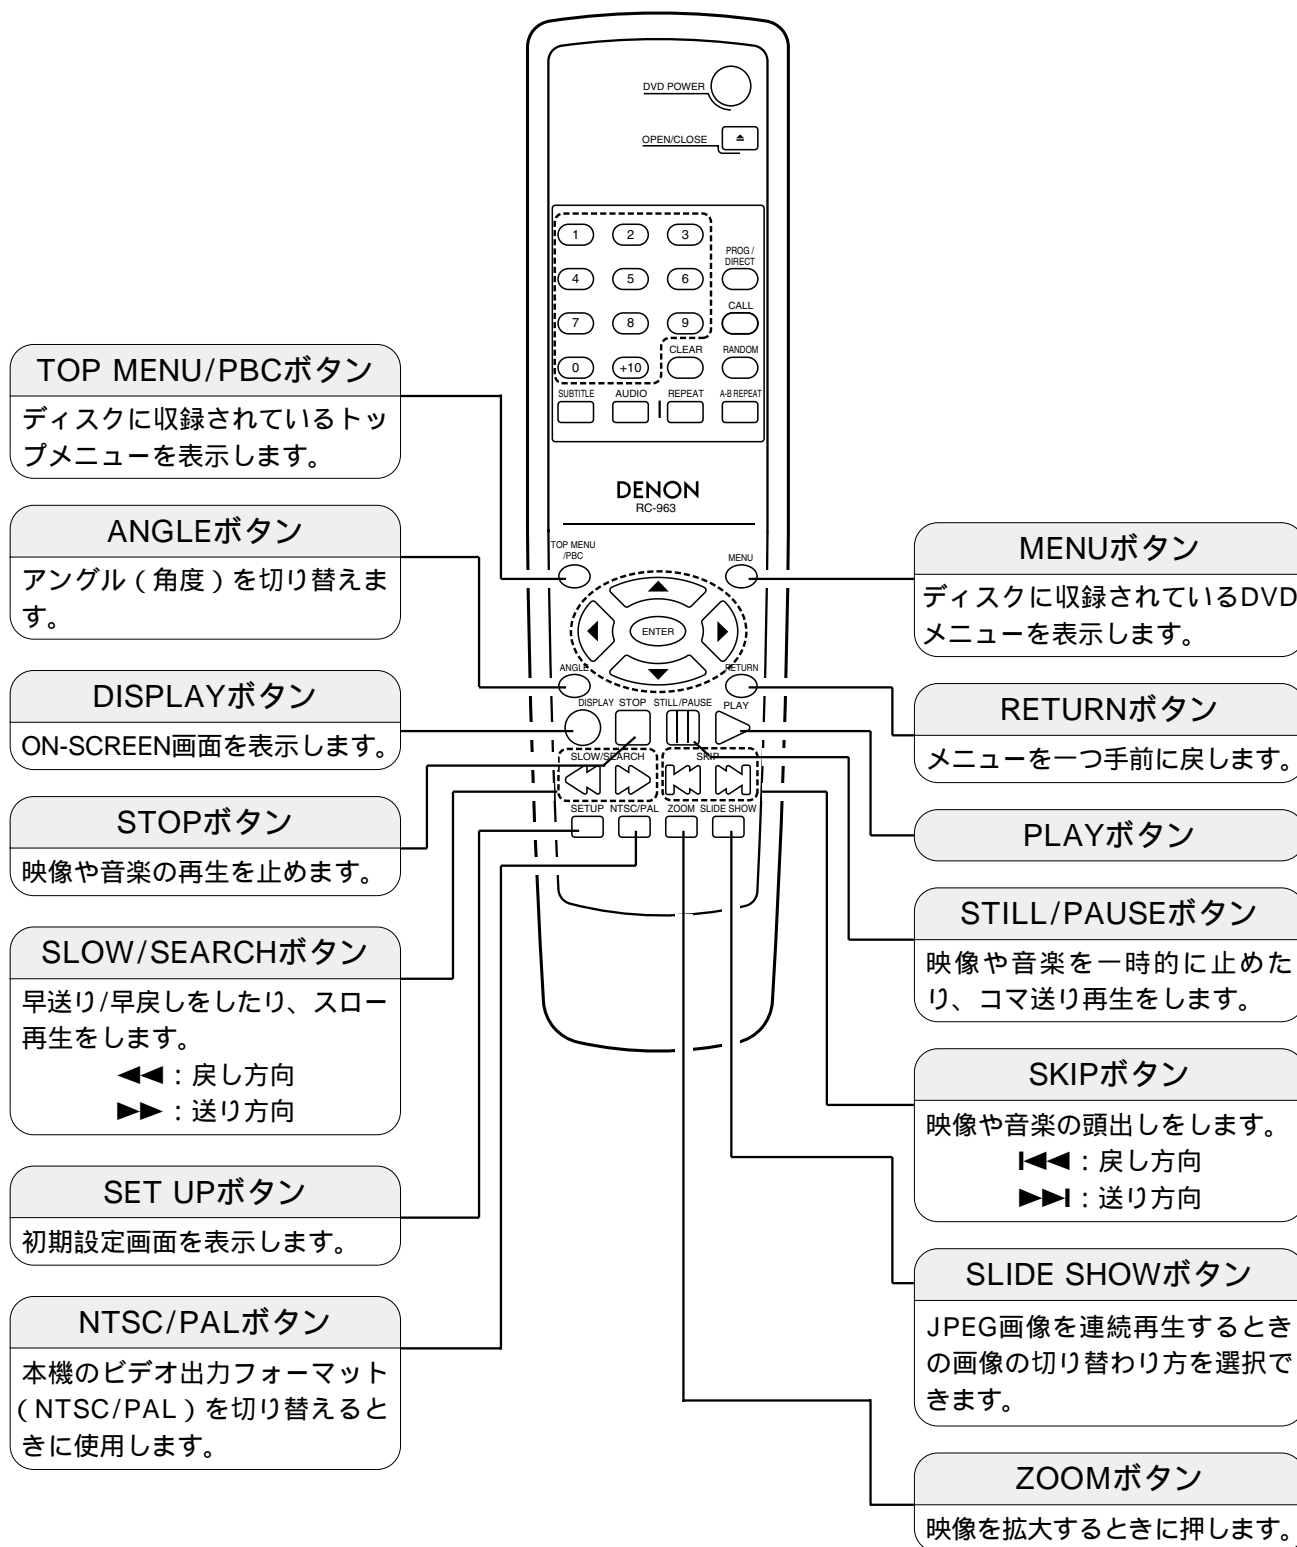 DVD POWER
OPEN/CLOSE
1 2 3
PROG /
DIRECT
4 5 6
CALL
7 8 9
CLEAR RANDOM
0 +10
SUBTITLE AUDIO REPEAT A-B REPEAT
DENON
RC-963
TOP MENU
/PBC
MENU
ENTER
ANGLE
RETURN
DISPLAY STOP STILL/PAUSE PLAY
SLOW/SEARCH SKIP
SETUP NTSC/PAL ZOOM SLIDE SHOW
TOP MENU/PBCボタン
ディスクに収録されているトッ
プメニューを表示します。
ANGLEボタン
アングル（角度）を切り替えま
す。
DISPLAYボタン
ON-SCREEN画面を表示します。
STOPボタン
映像や音楽の再生を止めます。
SLOW/SEARCHボタン
早送り/早戻しをしたり、スロー
再生をします。
◀◀：戻し方向
▶▶：送り方向
SET UPボタン
初期設定画面を表示します。
NTSC/PALボタン
本機のビデオ出力フォーマット
（NTSC/PAL）を切り替えると
きに使用します。
MENUボタン
ディスクに収録されているDVD
メニューを表示します。
RETURNボタン
メニューを一つ手前に戻します。
PLAYボタン
STILL/PAUSEボタン
映像や音楽を一時的に止めた
り、コマ送り再生をします。
SKIPボタン
映像や音楽の頭出しをします。
I◀◀：戻し方向
▶▶I：送り方向
SLIDE SHOWボタン
JPEG画像を連続再生するとき
の画像の切り替わり方を選択で
きます。
ZOOMボタン
映像を拡大するときに押します。